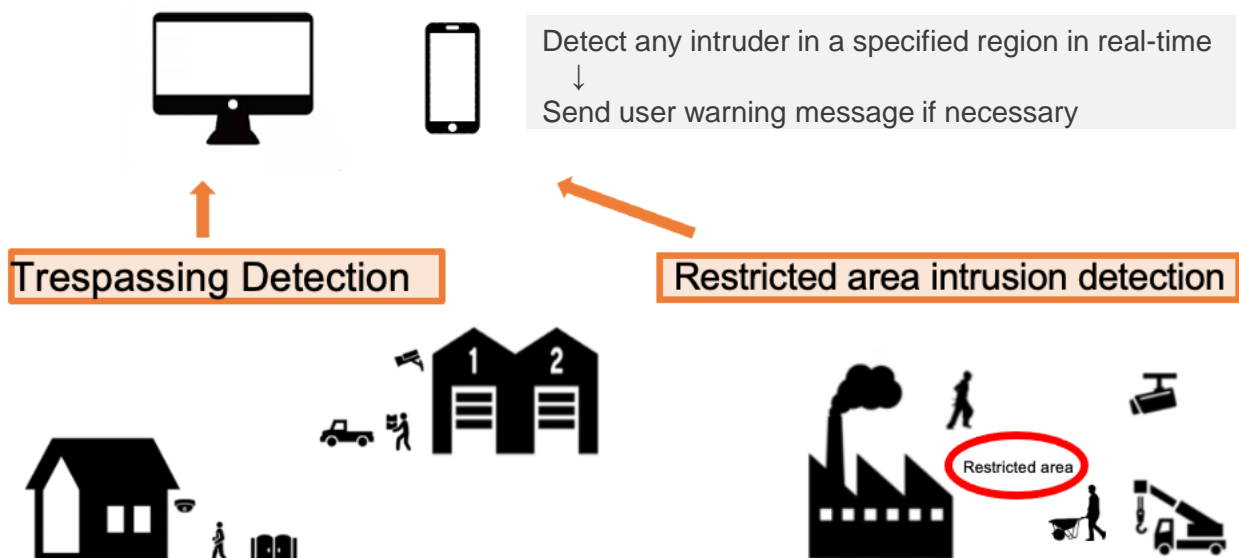 Detect any intruder in a specified region in real-time
↓
Send user warning message if necessary
Trespassing Detection
Restricted area intrusion detection
1 2
Restricted area